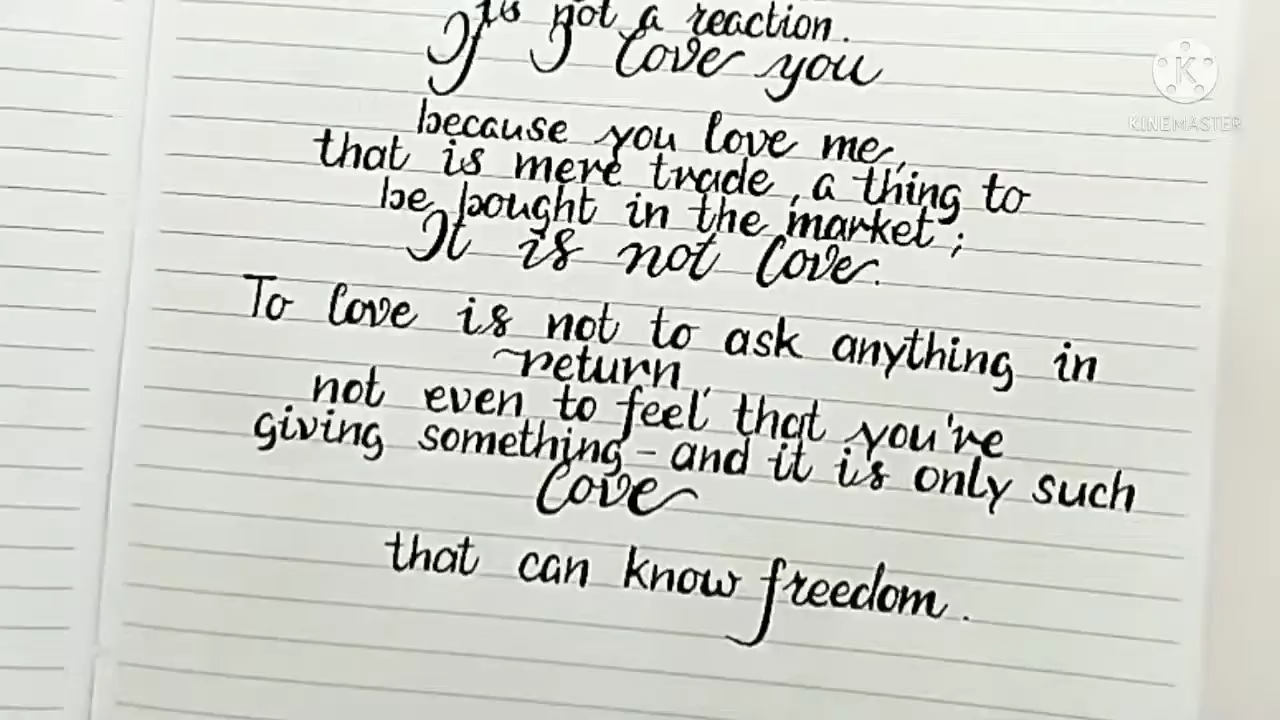 is not a reaction.
If I love you
because you love me,
that is mere trade, a thing to
be bought in the market;
It is not love.
To love is not to ask anything in
return,
not even to feel that you're
giving something - and it is only such
love
that can know freedom.
KINEMASTER